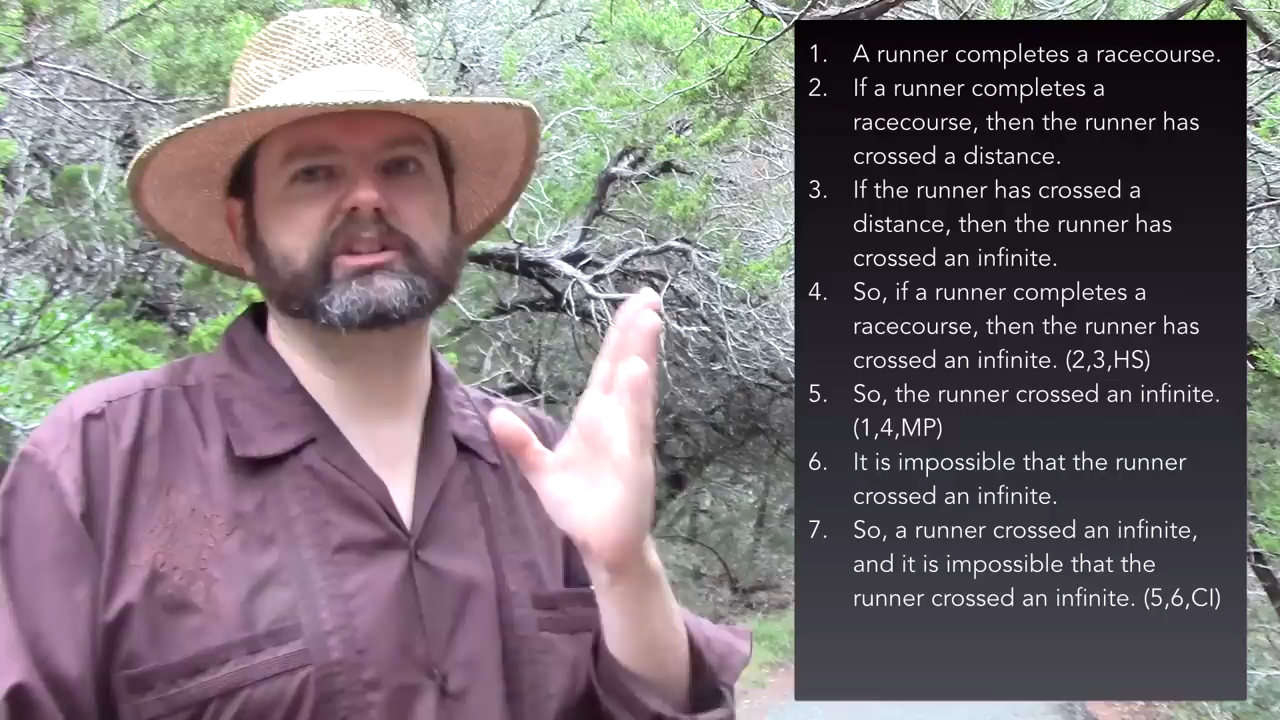 1. A runner completes a racecourse.
2. If a runner completes a
racecourse, then the runner has
crossed a distance.
3. If the runner has crossed a
distance, then the runner has
crossed an infinite.
4. So, if a runner completes a
racecourse, then the runner has
crossed an infinite. (2,3,HS)
5. So, the runner crossed an infinite.
(1,4,MP)
6. It is impossible that the runner
crossed an infinite.
7. So, a runner crossed an infinite,
and it is impossible that the
runner crossed an infinite. (5,6,CI)